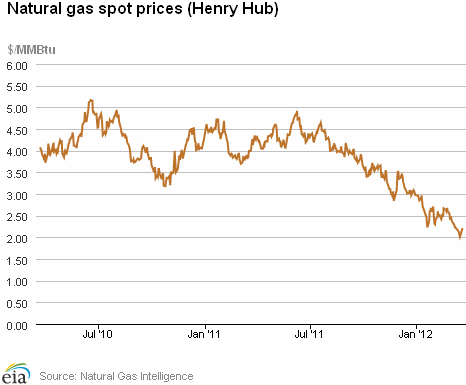 Natural gas spot prices (Henry Hub)
$/MMBtu
6.00
5.50
5.00
4.50
4.00
3.50
3.00
2.50
2.00
1.50
1.00
0.50
0.00
Jul '10
Jan '11
Jul '11
Jan '12
eia
Source: Natural Gas Intelligence